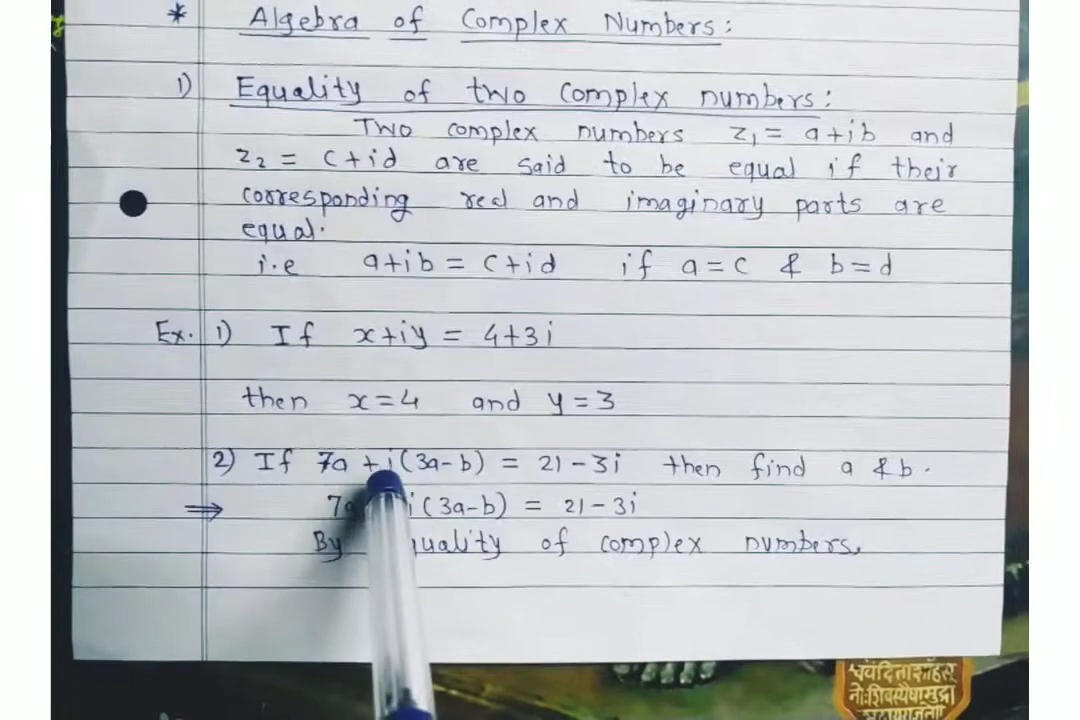 * Algebra of Complex Numbers:
1) Equality of two complex numbers:
Two complex numbers z₁ = a+ib and
z₂ = c+id are said to be equal if their
corresponding real and imaginary parts are
equal.
i.e a+ib = c+id if a=c & b=d
Ex. 1) If x+iy = 4+3i
then x=4 and y=3
2) If 7a +i(3a-b) = 21-3i then find a &b.
⇒ 7a i(3a-b) = 21-3i
By quality of complex numbers,